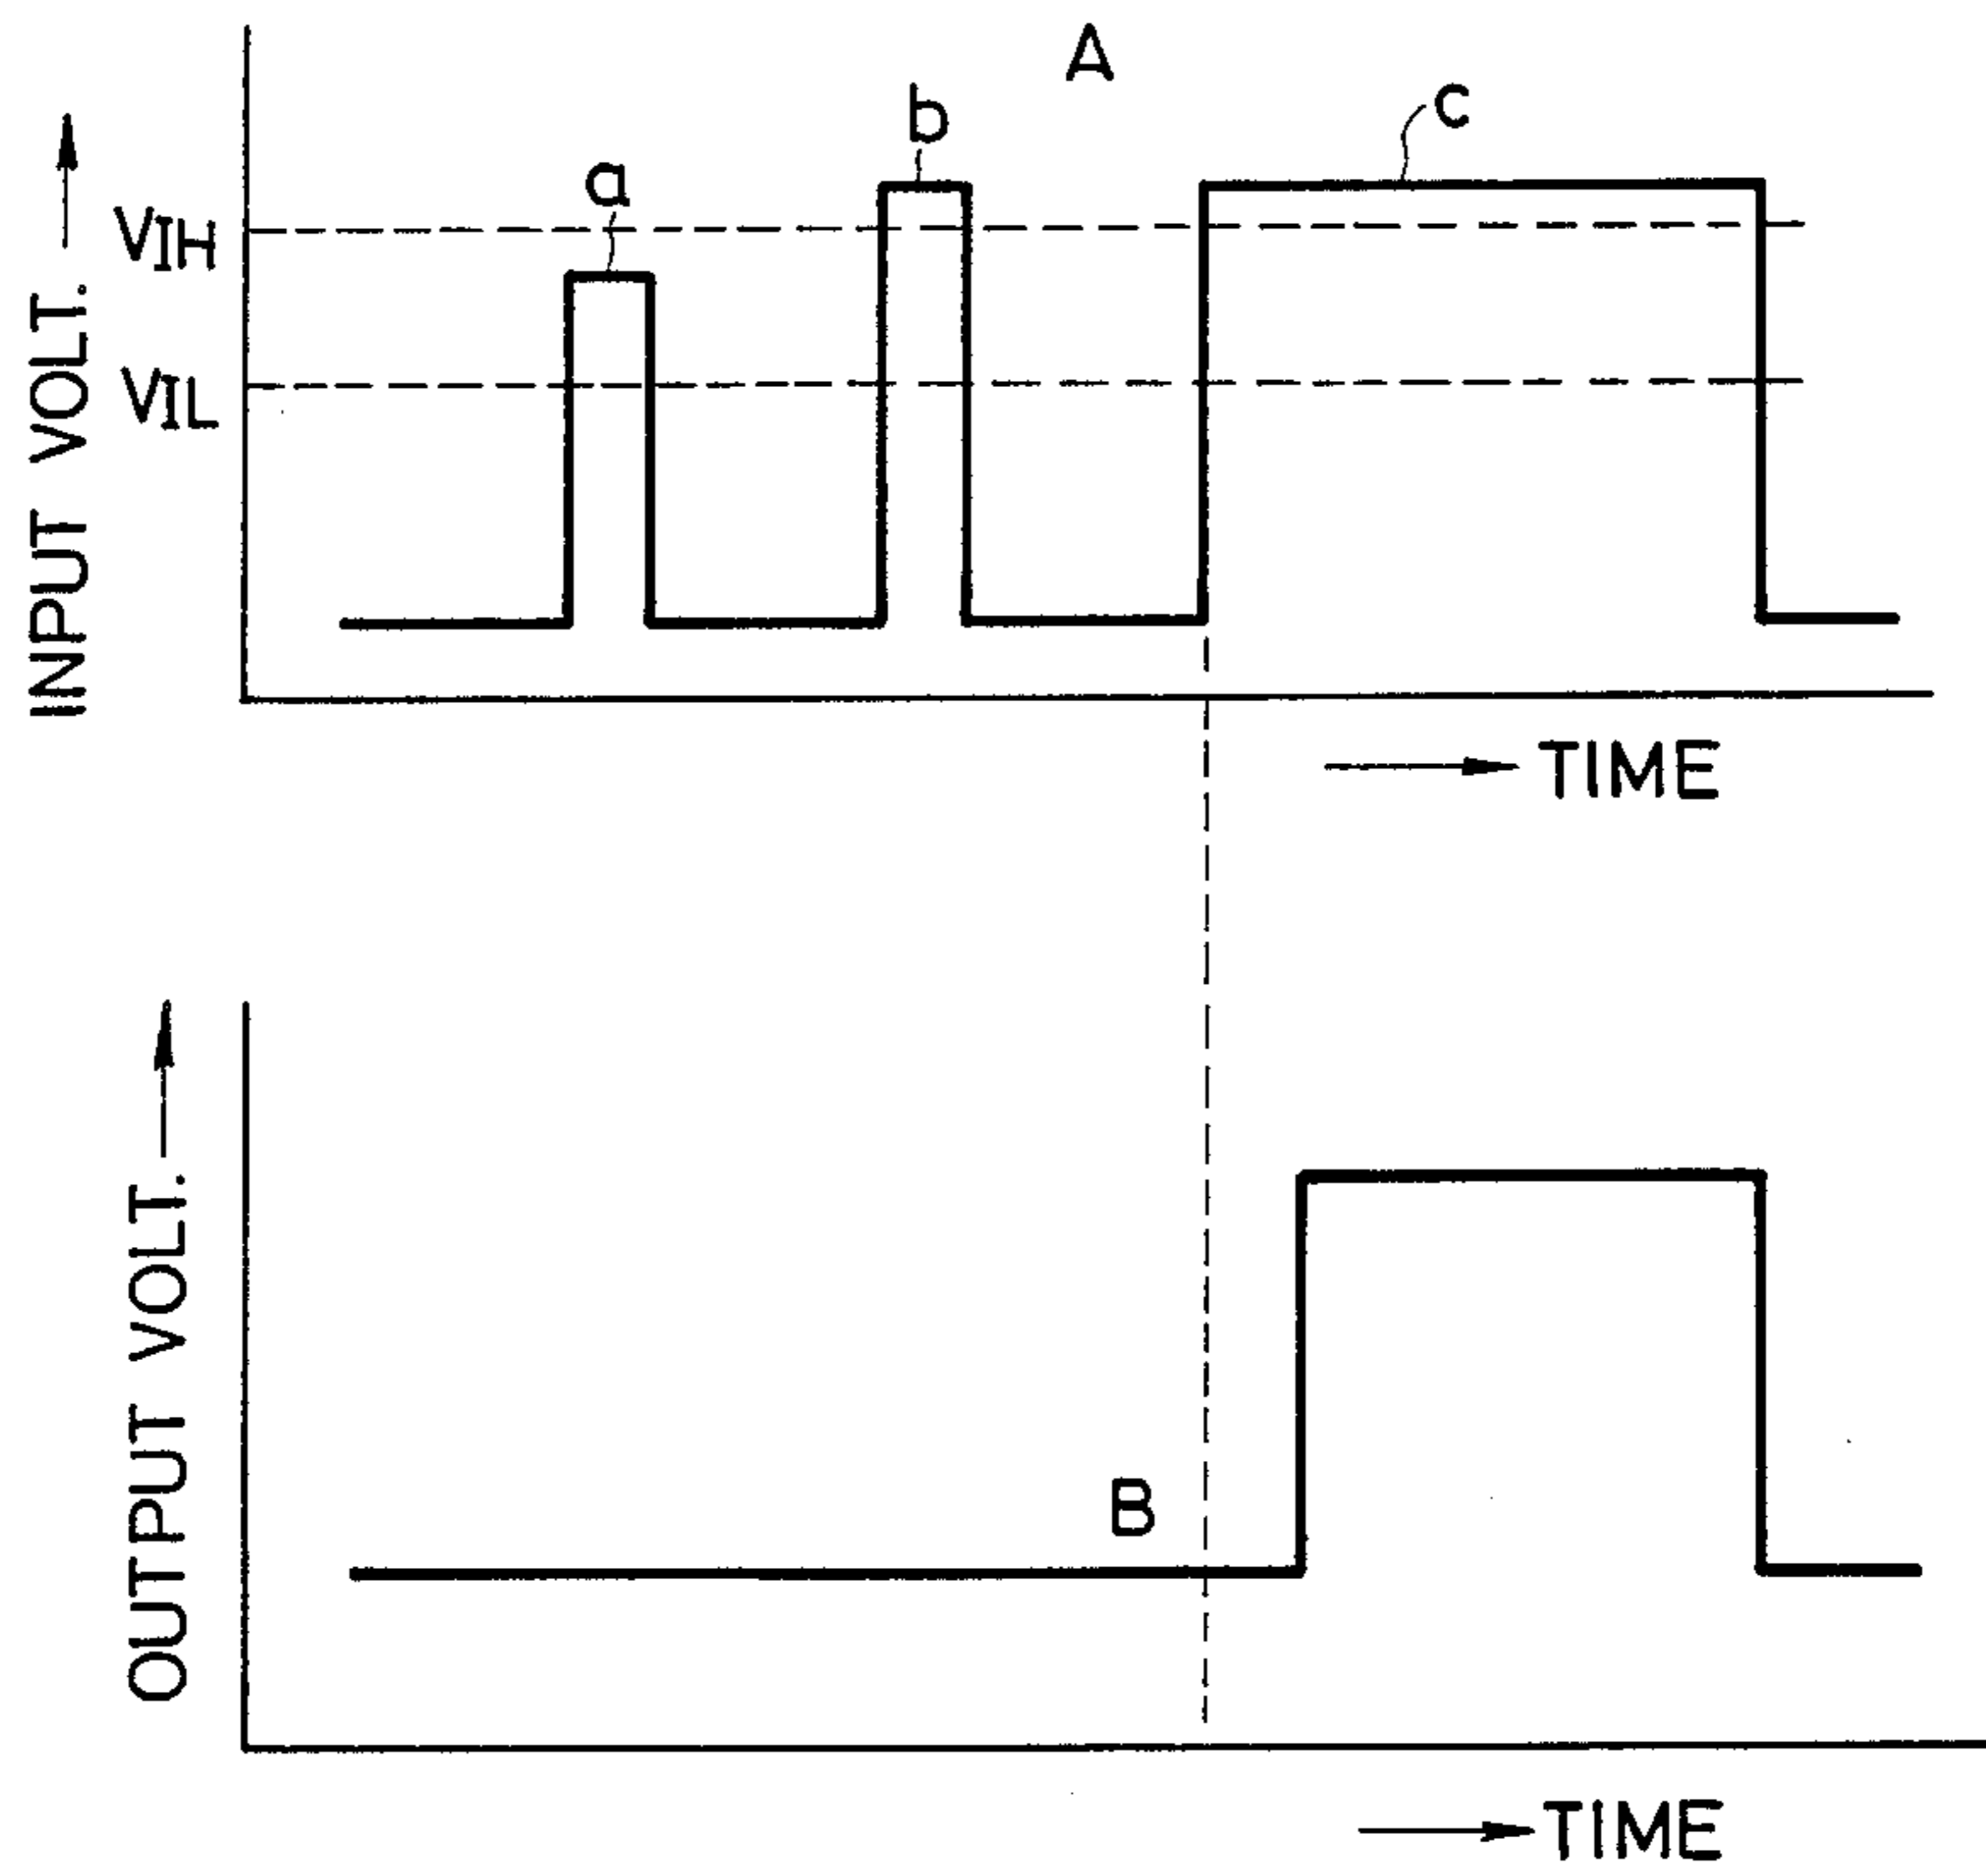 A
b
c
a
VIH
VIL
INPUT VOLT.
TIME
OUTPUT VOLT.
B
TIME